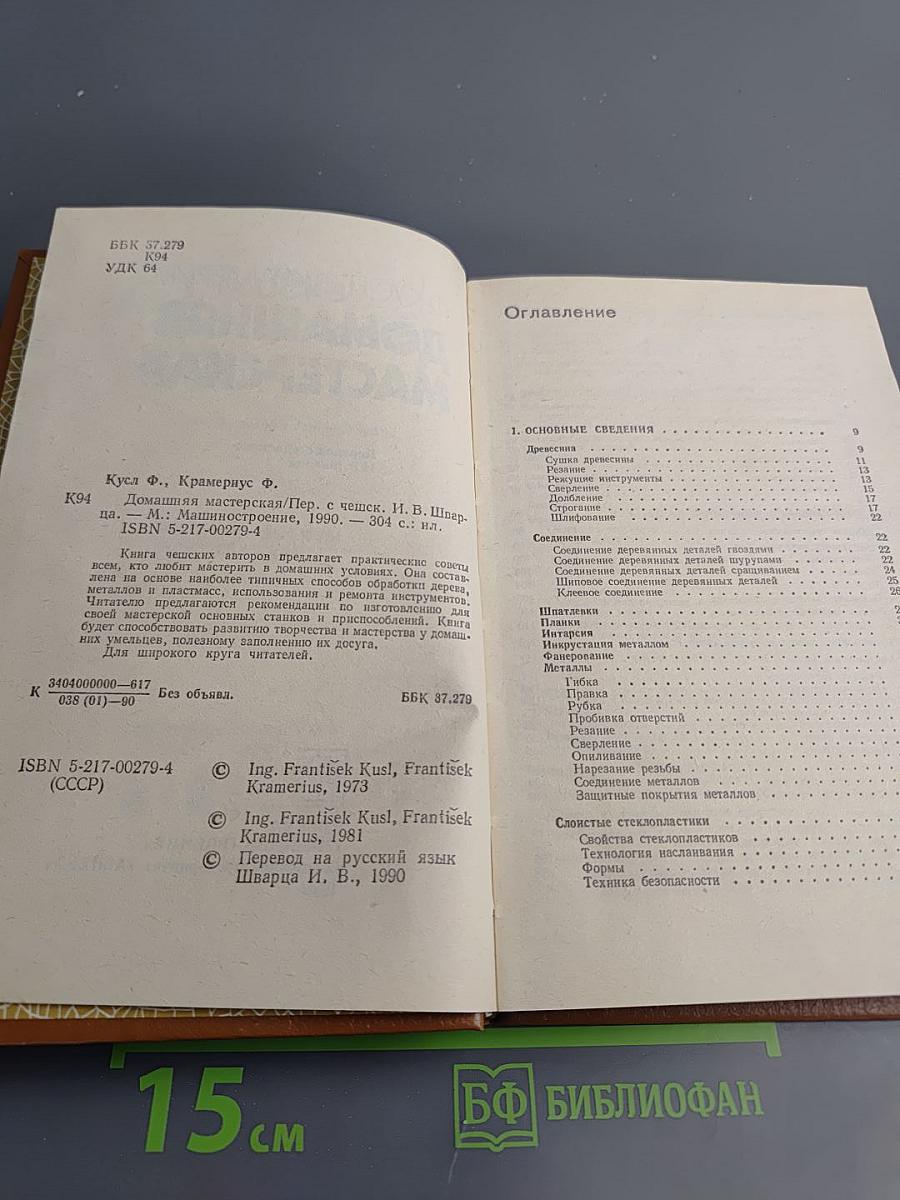 ББК 37.279
К94
УДК 64
Кусл Ф., Крамериус Ф.
К94 Домашняя мастерская/Пер. с чешск. И. В. Швар-
ца. — М.: Машиностроение, 1990. — 304 с.: ил.
ISBN 5-217-00279-4
Книга чешских авторов предлагает практические советы
всем, кто любит мастерить в домашних условиях. Она состав-
лена на основе наиболее типичных способов обработки дерева,
металлов и пластмасс, использования и ремонта инструментов.
Читателю предлагаются рекомендации по изготовлению для
своей мастерской основных станков и приспособлений. Книга
будет способствовать развитию творчества и мастерства у домаш-
них умельцев, полезному заполнению их досуга.
Для широкого круга читателей.
К 3404000000—617
038 (01)—90 Без объявл. ББК 37.279
ISBN 5-217-00279-4
(СССР)
© Ing. František Kusl, František
Kramerius, 1973
© Ing. František Kusl, František
Kramerius, 1981
© Перевод на русский язык
Шварца И. В., 1990
Оглавление
1. ОСНОВНЫЕ СВЕДЕНИЯ . . . . . . . . . . . . . . 9
Древесина . . . . . . . . . . . . . . 9
Сушка древесины . . . . . . . . . . . . 11
Резание . . . . . . . . . . . . 13
Режущие инструменты . . . . . . . . . . . . 13
Сверление . . . . . . . . . . . . 15
Долбление . . . . . . . . . . . . 17
Строгание . . . . . . . . . . . . 17
Шлифование . . . . . . . . . . . . 22
Соединение . . . . . . . . . . . . 22
Соединение деревянных деталей гвоздями . . . . . . 22
Соединение деревянных деталей шурупами . . . . . . 22
Соединение деревянных деталей сращиванием . . . . . . 24
Шиповое соединение деревянных деталей . . . . . . 25
Клеевое соединение . . . . . . . . . . . .
Шпатлевки . . . . . . . . . . . .
Планки . . . . . . . . . . . .
Интарсия . . . . . . . . . . . .
Инкрустация металлом . . . . . . . . . . . .
Фанерование . . . . . . . . . . . .
Металлы . . . . . . . . . . . .
Гибка . . . . . . . . . . . .
Правка . . . . . . . . . . . .
Рубка . . . . . . . . . . . .
Пробивка отверстий . . . . . . . . . . . .
Резание . . . . . . . . . . . .
Сверление . . . . . . . . . . . .
Опиливание . . . . . . . . . . . .
Нарезание резьбы . . . . . . . . . . . .
Соединение металлов . . . . . . . . . . . .
Защитные покрытия металлов . . . . . . . . . .
Слоистые стеклопластики . . . . . . . . . . . .
Свойства стеклопластиков . . . . . . . . . . . .
Технология наслаивания . . . . . . . . . . . .
Формы . . . . . . . . . . . .
Техника безопасности . . . . . . . . . . . .
15 см
БФ БИБЛИОФАН